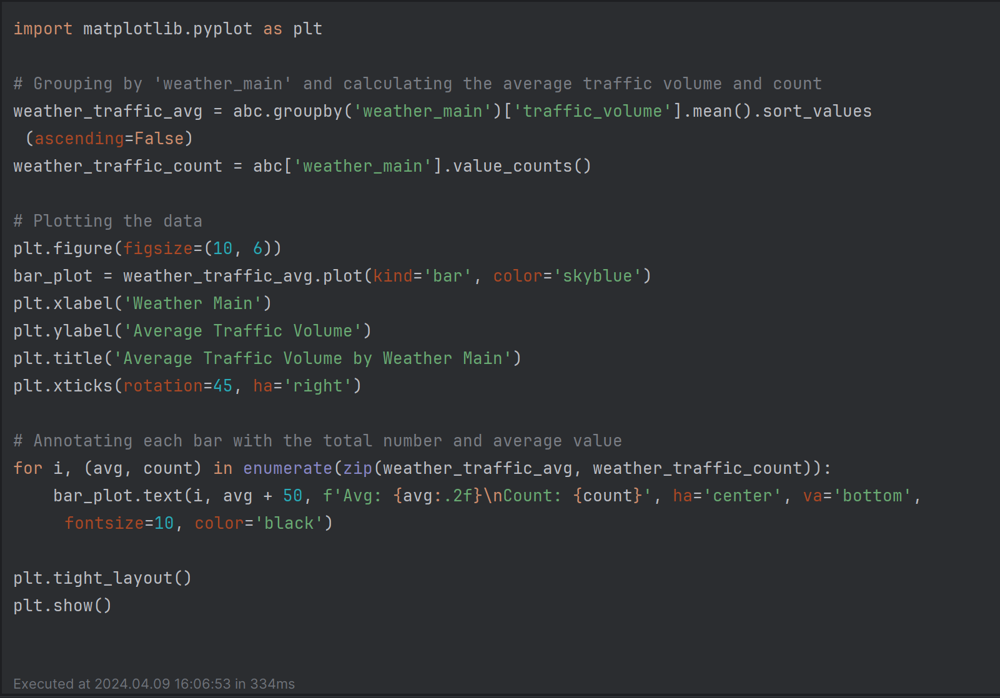 import matplotlib.pyplot as plt
# Grouping by 'weather_main' and calculating the average traffic volume and count
weather_traffic_avg = abc.groupby('weather_main')['traffic_volume'].mean().sort_values
(ascending=False)
weather_traffic_count = abc['weather_main'].value_counts()
# Plotting the data
plt.figure(figsize=(10, 6))
bar_plot = weather_traffic_avg.plot(kind='bar', color='skyblue')
plt.xlabel('Weather Main')
plt.ylabel('Average Traffic Volume')
plt.title('Average Traffic Volume by Weather Main')
plt.xticks(rotation=45, ha='right')
# Annotating each bar with the total number and average value
for i, (avg, count) in enumerate(zip(weather_traffic_avg, weather_traffic_count)):
bar_plot.text(i, avg + 50, f'Avg: {avg:.2f}\nCount: {count}', ha='center', va='bottom',
fontsize=10, color='black')
plt.tight_layout()
plt.show()
Executed at 2024.04.09 16:06:53 in 334ms